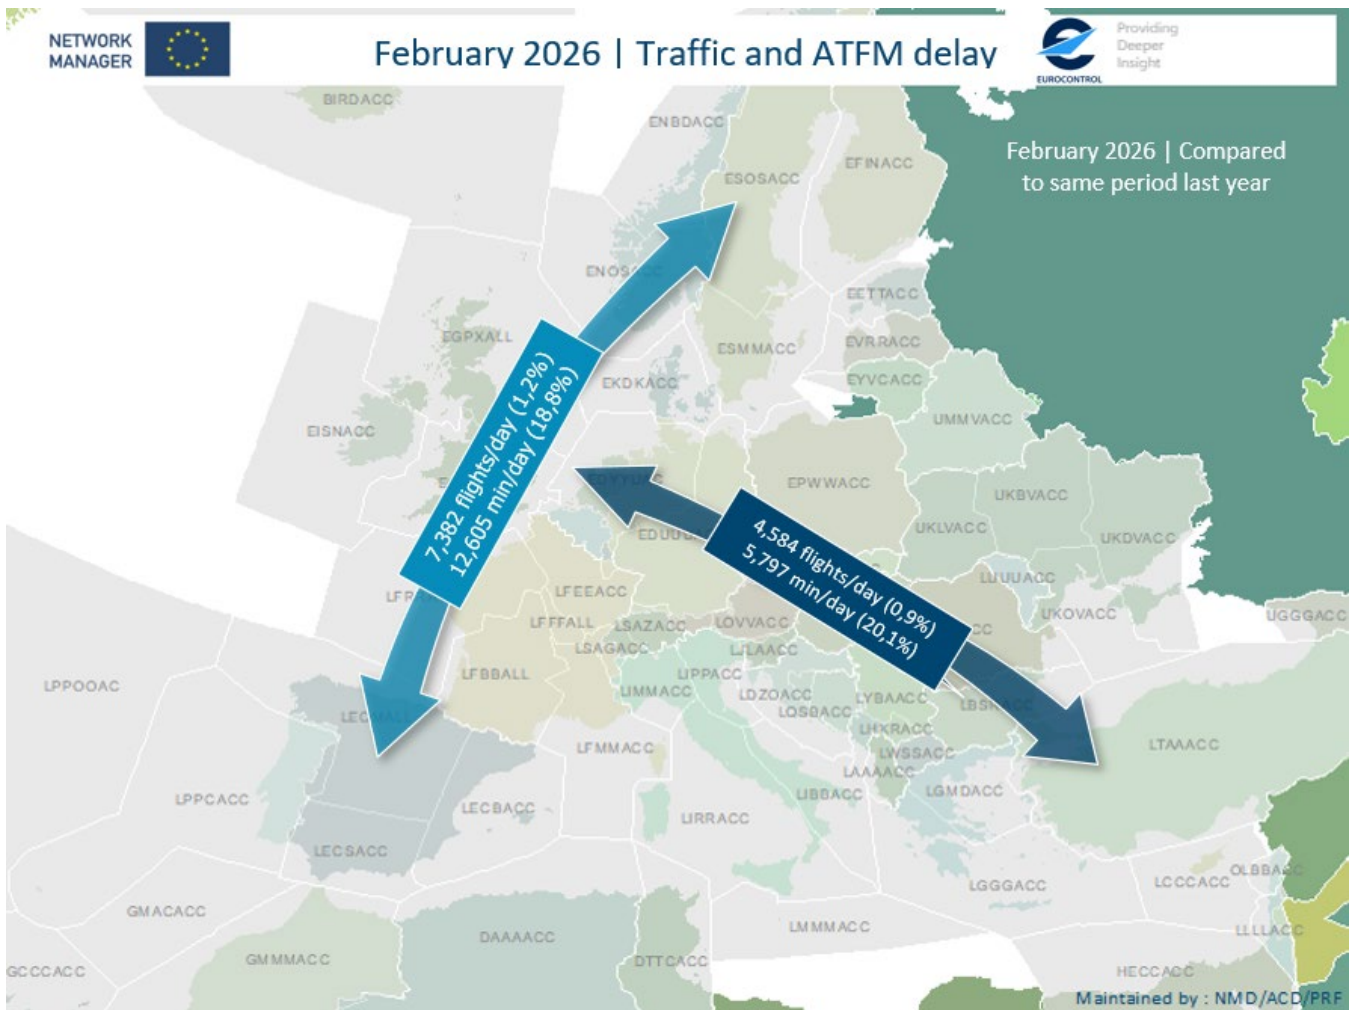 NETWORK
MANAGER
February 2026 | Traffic and ATFM delay
EUROCONTROL
Providing
Deeper
Insight
February 2026 | Compared
to same period last year
BIRDACC
ENBDACC
ESOSACC
EFINACC
EETTACC
EGPXALL
ESMMACC
EVRRACC
EKDKACC
EYVCACC
UMMVACC
EISNACC
7,382 flights/day (1,2%)
12,605 min/day (18,8%)
EPWWACC
UKBVACC
UKLVACC
UKDVACC
4,584 flights/day (0,9%)
5,797 min/day (20,1%)
LUUUACC
UKOVACC
UGGGACC
LFEEACC
LFFFALL
LSAZACC
LOVVACC
LSAGACC
LJLAACC
LFBBALL
LIPPACC
LPPOOAC
LIMMACC
LDZOACC
LYBAACC
LQSBACC
LHXRACC
LFMMACC
LWSSACC
LTAAACC
LAAAACC
LPPCACC
LECBACC
LIBBACC
LGMDACC
LIRRACC
LECSACC
LGGGACC
LCCCACC
OLBBACC
GMACACC
LMMMACC
LLLLACC
DAAAACC
GMMMACC
DTTCACC
GCCCACC
HECCACC
Maintained by : NMD/ACD/PRF